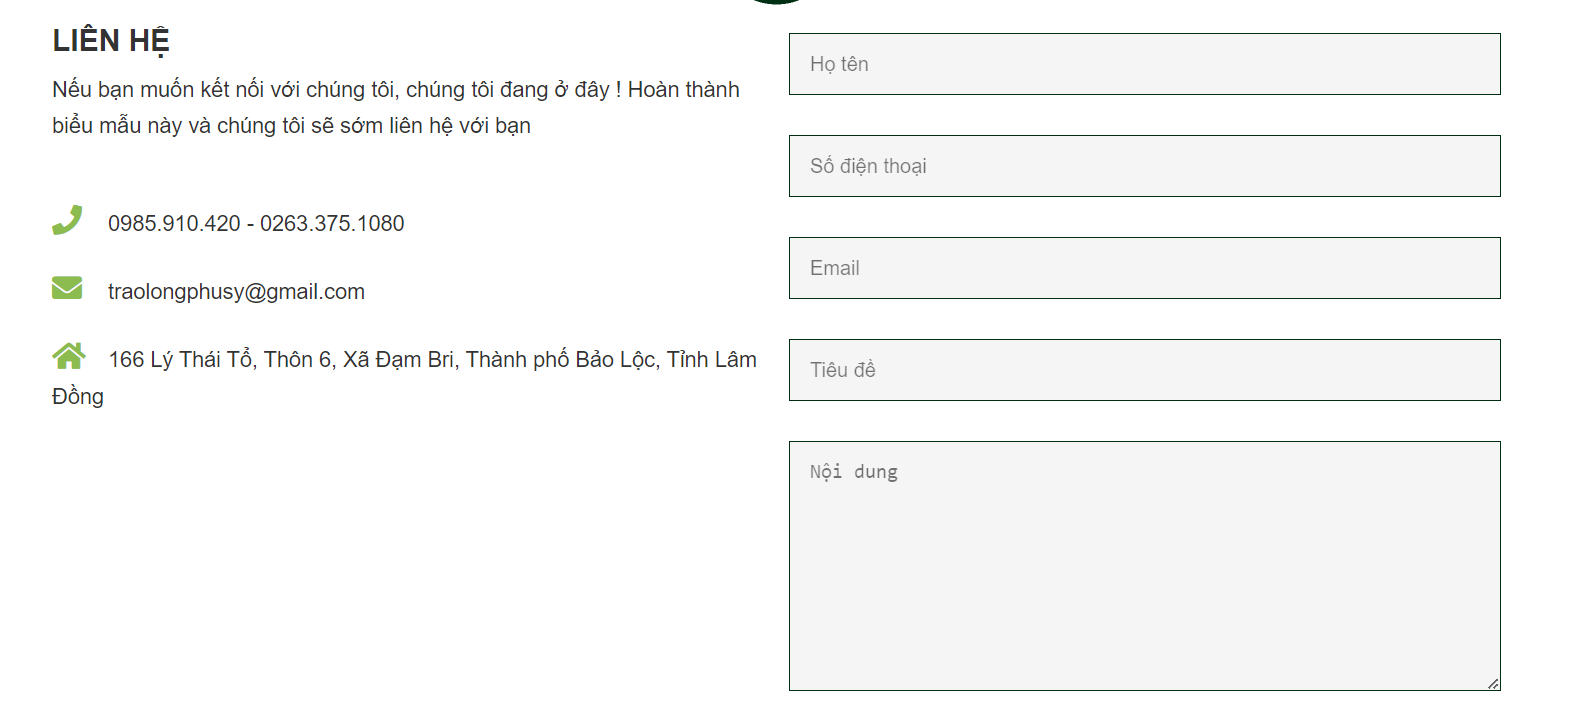 LIÊN HỆ
Nếu bạn muốn kết nối với chúng tôi, chúng tôi đang ở đây ! Hoàn thành
biểu mẫu này và chúng tôi sẽ sớm liên hệ với bạn
0985.910.420 - 0263.375.1080
traolongphusy@gmail.com
166 Lý Thái Tổ, Thôn 6, Xã Đạm Bri, Thành phố Bảo Lộc, Tỉnh Lâm
Đồng
Họ tên
Số điện thoại
Email
Tiêu đề
Nội dung